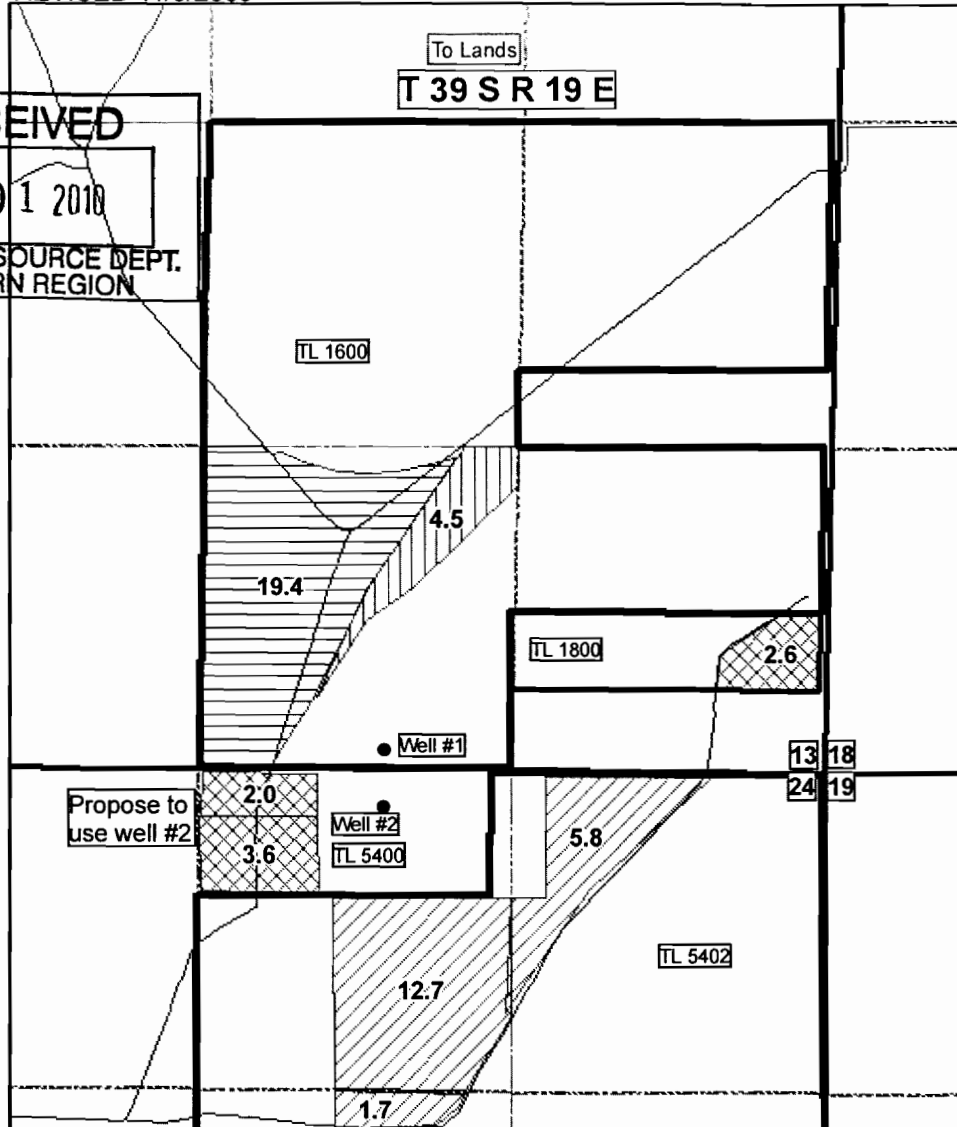 To Lands
T 39 S R 19 E
EIVED
1 2010
SOURCE DEPT.
RN REGION
TL 1600
4.5
19.4
TL 1800
2.6
Well #1
13 18
24 19
Propose to
use well #2
2.0
Well #2
3.6
TL 5400
5.8
TL 5402
12.7
1.7